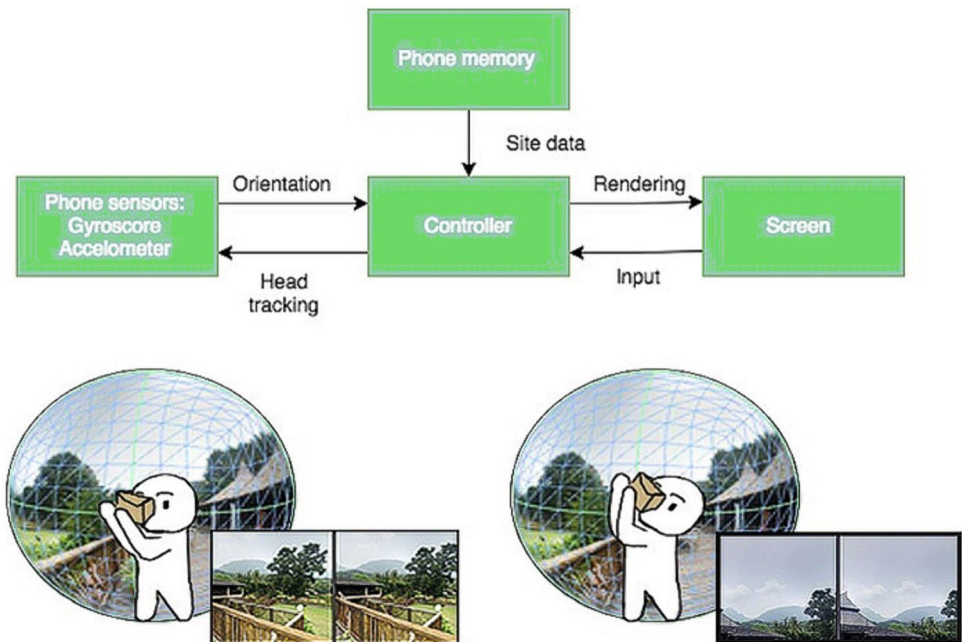 Phone memory
Site data
Orientation
Rendering
Phone sensors:
Gyroscore
Accelometer
Controller
Screen
Head
tracking
Input